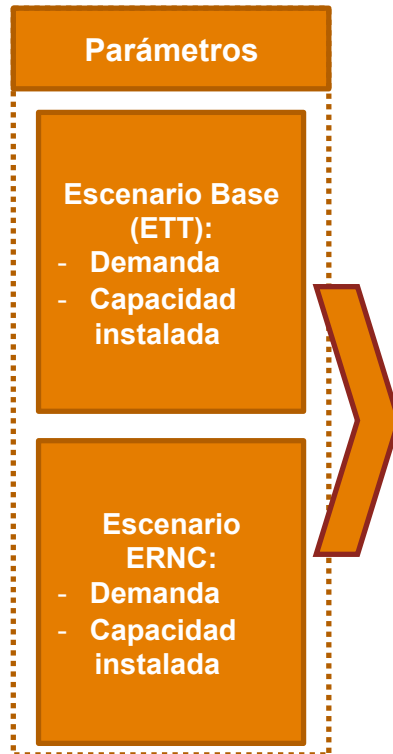 Parámetros
Escenario Base
(ETT):
- Demanda
- Capacidad
instalada
Escenario
ERNC:
- Demanda
- Capacidad
instalada